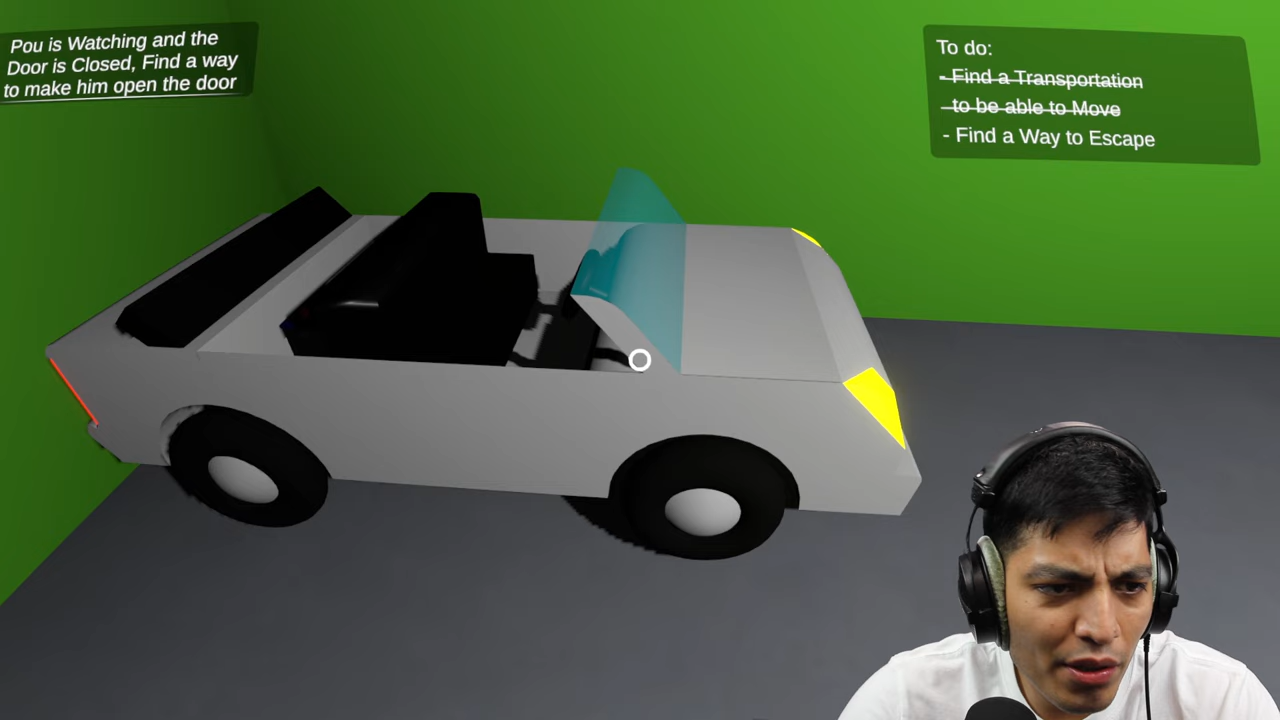 Pou is Watching and the
Door is Closed, Find a way
to make him open the door
To do:
- Find a Transportation
to be able to Move
- Find a Way to Escape